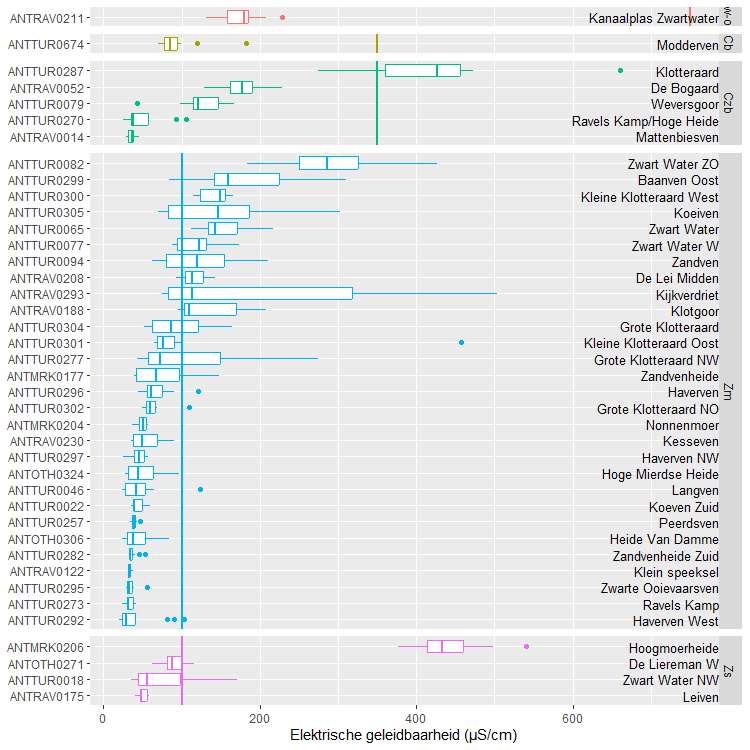 ANTRAV0211 Kanaalplas Zwartwater
ANTTUR0674 Modderven Cb
ANTTUR0287 Klotteraard
ANTRAV0052 De Bogaard
ANTTUR0079 Weversgoor
ANTTUR0270 Ravels Kamp/Hoge Heide
ANTRAV0014 Mattenbiesven
Czb
ANTTUR0082 Zwart Water ZO
ANTTUR0299 Baanven Oost
ANTTUR0300 Kleine Klotteraard West
ANTTUR0305 Koeiven
ANTTUR0065 Zwart Water
ANTTUR0077 Zwart Water W
ANTTUR0094 Zandven
ANTRAV0208 De Lei Midden
ANTRAV0293 Kijkverdriet
ANTRAV0188 Klotgoor
ANTTUR0304 Grote Klotteraard
ANTTUR0301 Kleine Klotteraard Oost
ANTTUR0277 Grote Klotteraard NW
ANTMRK0177 Zandvenheide
ANTTUR0296 Haverven
ANTTUR0302 Grote Klotteraard NO
ANTMRK0204 Nonnenmoer
ANTRAV0230 Kesseven
ANTTUR0297 Haverven NW
ANTOTH0324 Hoge Mierdse Heide
ANTTUR0046 Langven
ANTTUR0022 Koeven Zuid
ANTTUR0257 Peerdsven
ANTOTH0306 Heide Van Damme
ANTTUR0282 Zandvenheide Zuid
ANTRAV0122 Klein speeksel
ANTTUR0295 Zwarte Ooievaarsven
ANTTUR0273 Ravels Kamp
ANTTUR0292 Haverven West
Zm
ANTMRK0206 Hoogmoerheide
ANTOTH0271 De Liereman W
ANTTUR0018 Zwart Water NW
ANTRAV0175 Leiven
Zs
0 200 400 600
Elektrische geleidbaarheid (µS/cm)